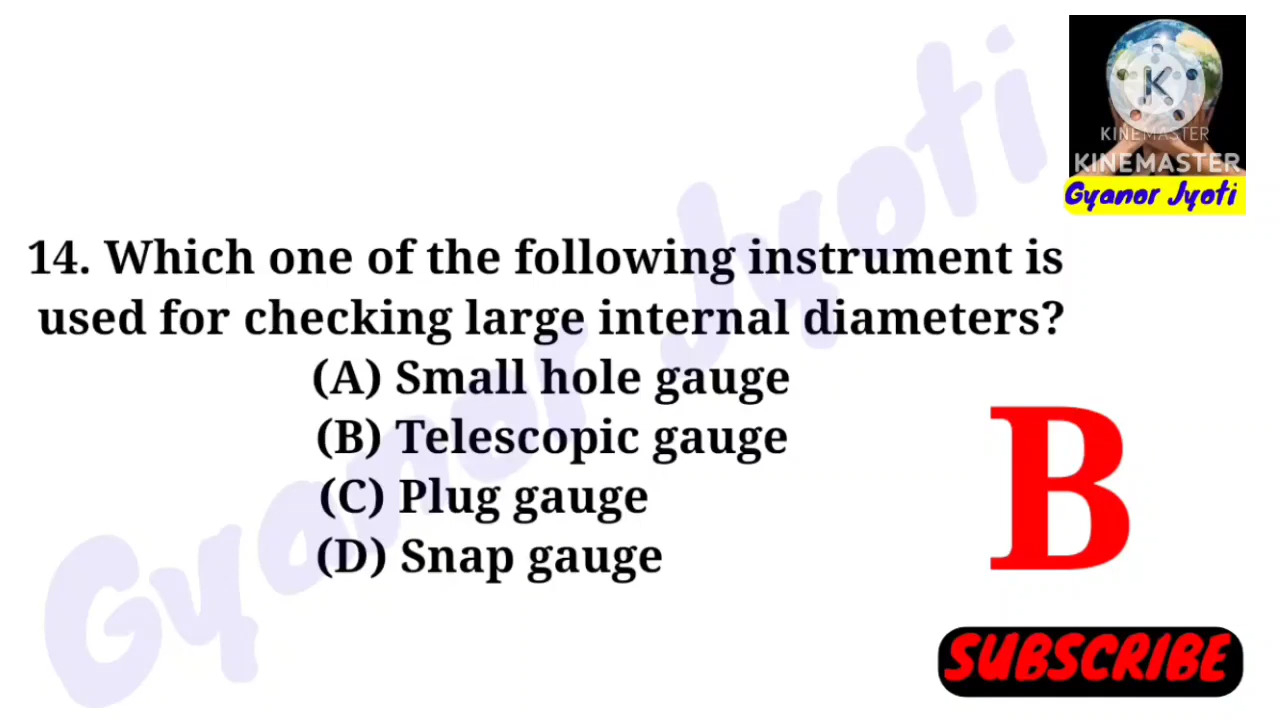 K
KINEMASTER
KINEMASTER
Gyanor Jyoti
14. Which one of the following instrument is
used for checking large internal diameters?
(A) Small hole gauge
(B) Telescopic gauge
(C) Plug gauge
(D) Snap gauge
B
SUBSCRIBE
Gyanor Jyoti